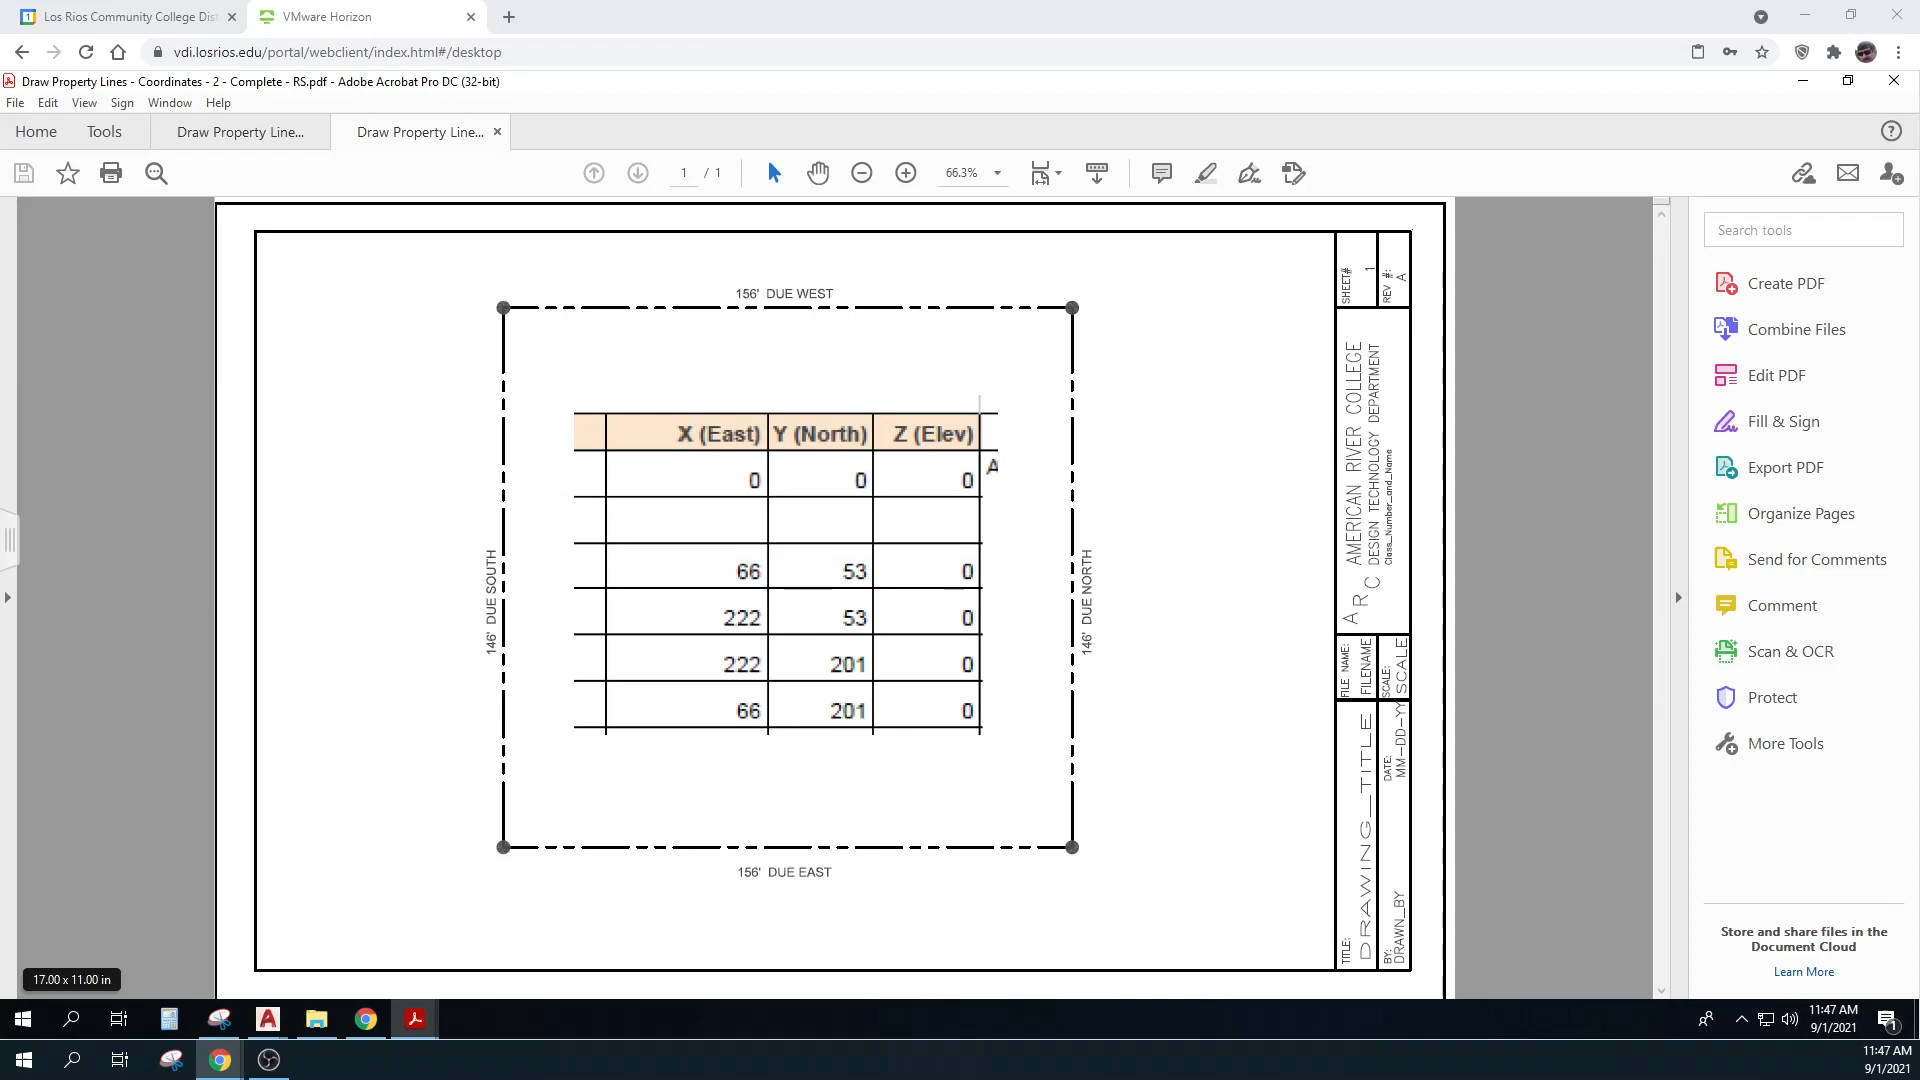 Los Rios Community College Dist
VMware Horizon
vdi.losrios.edu/portal/webclient/index.html#/desktop
Draw Property Lines - Coordinates - 2 - Complete - RS.pdf - Adobe Acrobat Pro DC (32-bit)
File Edit View Sign Window Help
Home Tools Draw Property Line... Draw Property Line...
1 / 1 66.3%
Search tools
Create PDF
Combine Files
Edit PDF
Fill & Sign
Export PDF
Organize Pages
Send for Comments
Comment
Scan & OCR
Protect
More Tools
Store and share files in the
Document Cloud
Learn More
156' DUE WEST
146' DUE SOUTH
X (East) Y (North) Z (Elev)
0 0 0 A
66 53 0
222 53 0
222 201 0
66 201 0
146' DUE NORTH
156' DUE EAST
SHEET#
1
REV #:
A
ARC
AMERICAN RIVER COLLEGE
DESIGN TECHNOLOGY DEPARTMENT
Class_Number_and_Name
FILE NAME:
FILENAME
SCALE:
SCALE
TITLE:
DRAWING_TITLE
DATE:
MM-DD-YY
BY:
DRAWN_BY
17.00 x 11.00 in
11:47 AM
9/1/2021
1
11:47 AM
9/1/2021